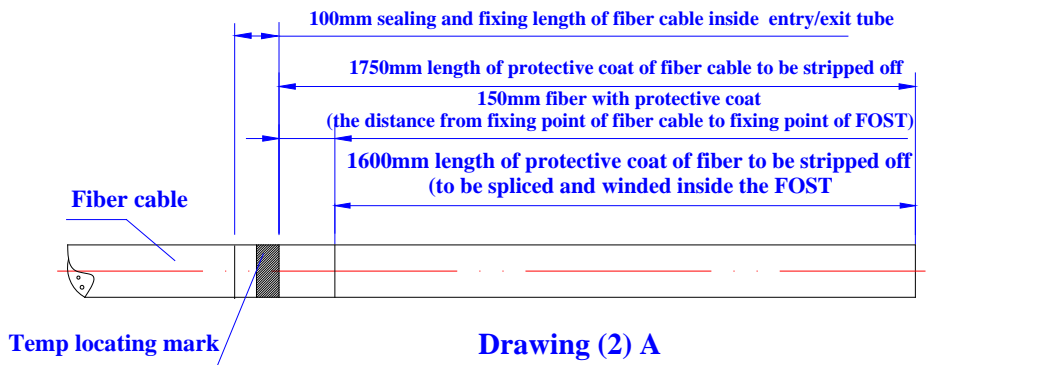 100mm sealing and fixing length of fiber cable inside entry/exit tube
1750mm length of protective coat of fiber cable to be stripped off
150mm fiber with protective coat
(the distance from fixing point of fiber cable to fixing point of FOST)
1600mm length of protective coat of fiber to be stripped off
(to be spliced and winded inside the FOST
Fiber cable
Temp locating mark
Drawing (2) A